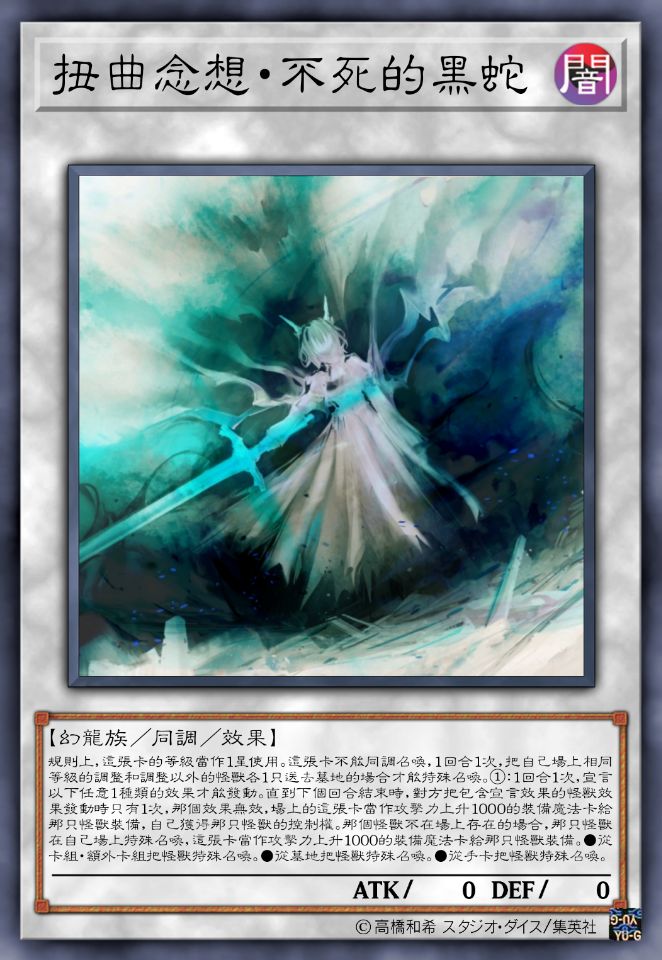 扭曲念想·不死的黑蛇
闇
【幻龍族／同調／效果】
規則上,這張卡的等級當作1星使用。這張卡不能同調召喚,1回合1次,把自己場上相同
等級的調整和調整以外的怪獸各1只送去墓地的場合才能特殊召喚。①:1回合1次,宣言
以下任意1種類的效果才能發動。直到下個回合結束時,對方把包含宣言效果的怪獸效
果發動時只有1次,那個效果無效,場上的這張卡當作攻擊力上升1000的裝備魔法卡給
那只怪獸裝備,自己獲得那只怪獸的控制權。那個怪獸不在場上存在的場合,那只怪獸
在自己場上特殊召喚,這張卡當作攻擊力上升1000的裝備魔法卡給那只怪獸裝備。●從
卡組·額外卡組把怪獸特殊召喚。●從墓地把怪獸特殊召喚。●從手卡把怪獸特殊召喚。
ATK/ 0 DEF/ 0
©高橋和希 スタジオ・ダイス/集英社